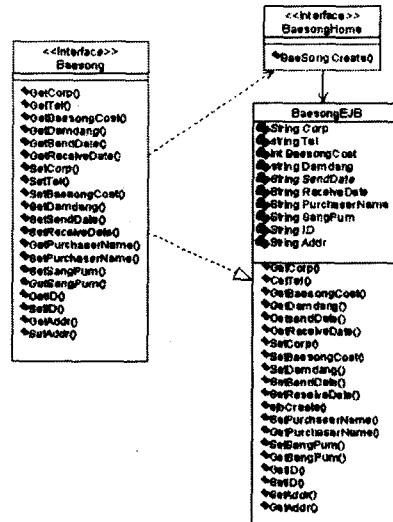 <<Interface>>
Baesong
GetCorp()
GetTel()
GetBaesongCost()
GetDamdang()
GetSendDate()
GetReceiveDate()
SetCorp()
SetTel()
SetBaesongCost()
SetDamdang()
SetSendDate()
SetReceiveDate()
GetPurchaserName()
SetPurchaserName()
SetSangPum()
GetSangPum()
GetID()
SetID()
GetAddr()
SetAddr()
<<Interface>>
BaesongHome
BaeSong Create()
BaesongEJB
String Corp
String Tel
int BaesongCost
String Damdang
String SendDate
String ReceiveDate
String PurchaserName
String SangPum
String ID
String Addr
GetCorp()
GetTel()
GetBaesongCost()
GetDamdang()
GetsendDate()
GetReceiveDate()
SetCorp()
SetBaesongCost()
SetDamdang()
SetSendDate()
SetReceiveDate()
ejbCreate()
SetPurchaserName()
GetPurchaserName()
SetSangPum()
GetSangPum()
GetID()
SetID()
SetAddr()
GetAddr()